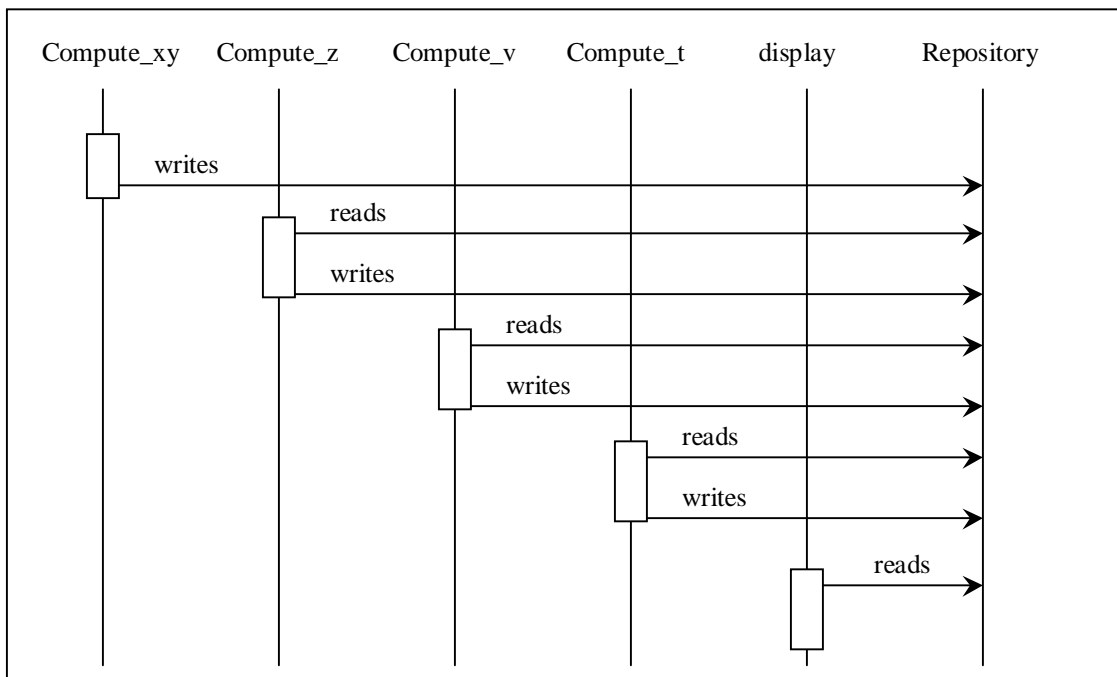 Compute_xy Compute_z Compute_v Compute_t display Repository
writes
reads
writes
reads
writes
reads
writes
reads